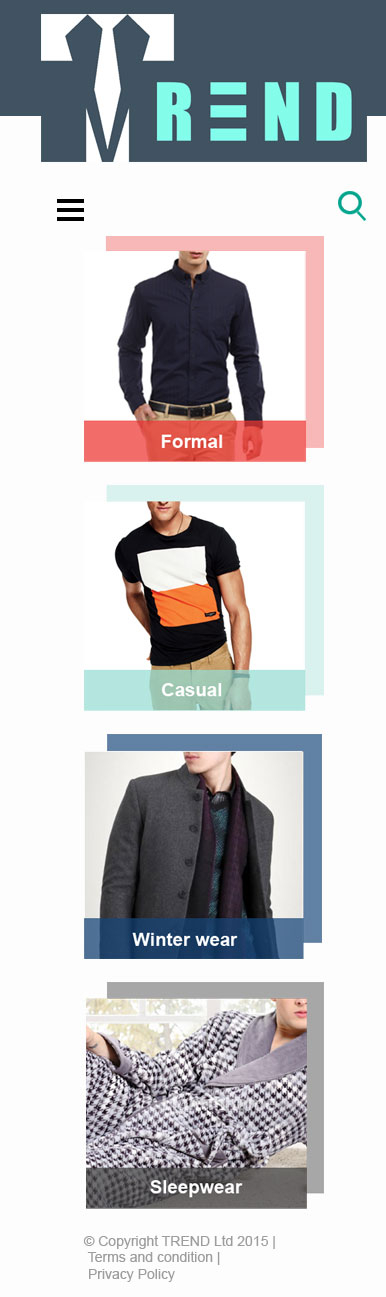 TREND
Formal
Casual
Winter wear
Sleepwear
© Copyright TREND Ltd 2015 |
Terms and condition |
Privacy Policy